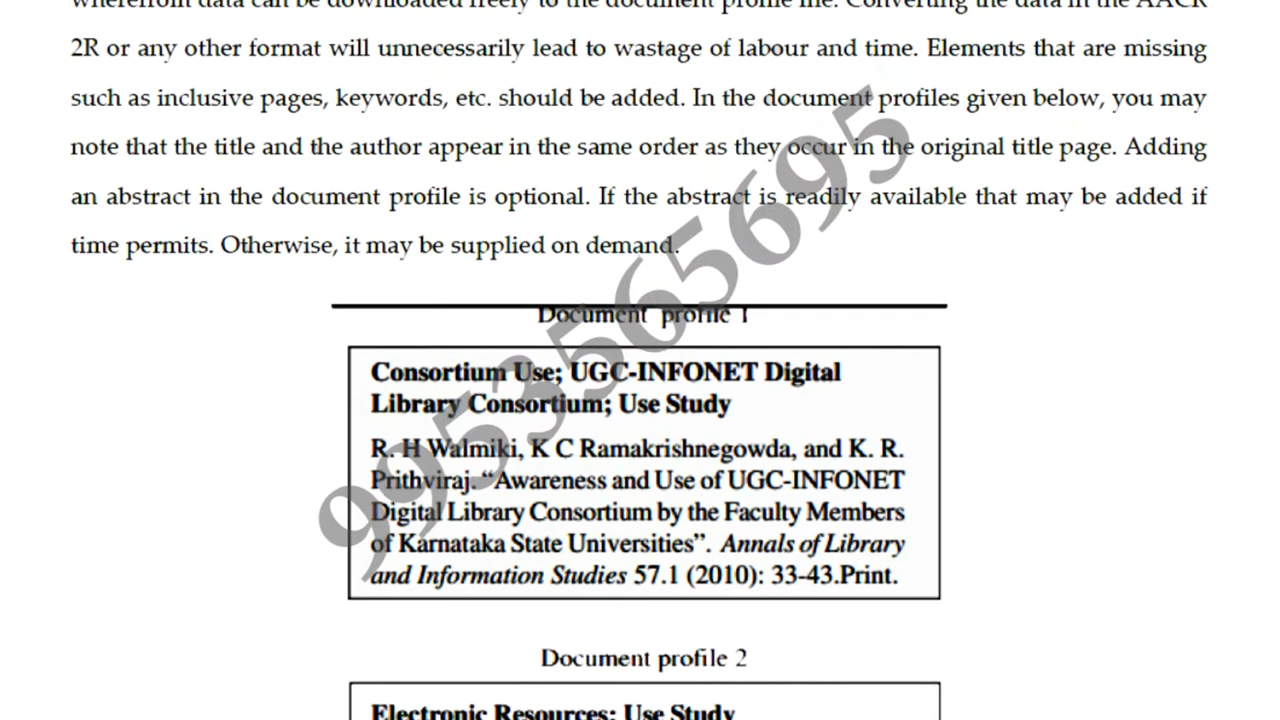 wherefrom data can be downloaded freely to the document profile file. Converting the data in the AACR
2R or any other format will unnecessarily lead to wastage of labour and time. Elements that are missing
such as inclusive pages, keywords, etc. should be added. In the document profiles given below, you may
note that the title and the author appear in the same order as they occur in the original title page. Adding
an abstract in the document profile is optional. If the abstract is readily available that may be added if
time permits. Otherwise, it may be supplied on demand.
Document profile 1
Consortium Use; UGC-INFONET Digital
Library Consortium; Use Study
R. H Walmiki, K C Ramakrishnegowda, and K. R.
Prithviraj. “Awareness and Use of UGC-INFONET
Digital Library Consortium by the Faculty Members
of Karnataka State Universities”. Annals of Library
and Information Studies 57.1 (2010): 33-43.Print.
Document profile 2
Electronic Resources; Use Study
9953565695